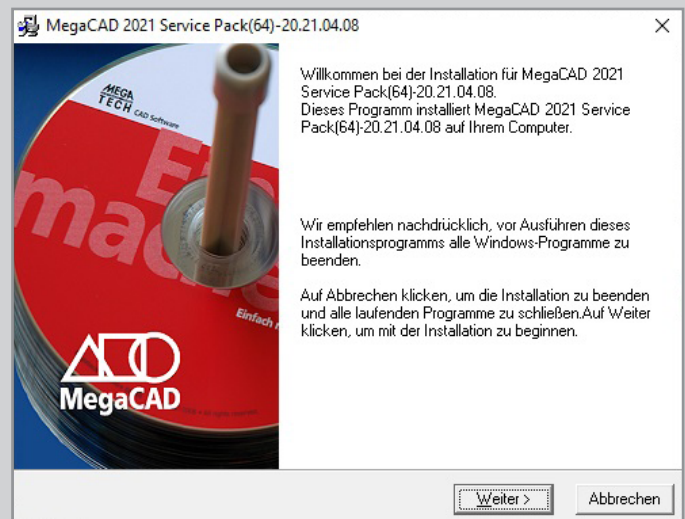 MegaCAD 2021 Service Pack(64)-20.21.04.08
MEGA
TECH CAD Software
Ein
mache
Einfach
MegaCAD
Willkommen bei der Installation für MegaCAD 2021
Service Pack(64)-20.21.04.08.
Dieses Programm installiert MegaCAD 2021 Service
Pack(64)-20.21.04.08 auf Ihrem Computer.
Wir empfehlen nachdrücklich, vor Ausführen dieses
Installationsprogramms alle Windows-Programme zu
beenden.
Auf Abbrechen klicken, um die Installation zu beenden
und alle laufenden Programme zu schließen.Auf Weiter
klicken, um mit der Installation zu beginnen.
Weiter >
Abbrechen